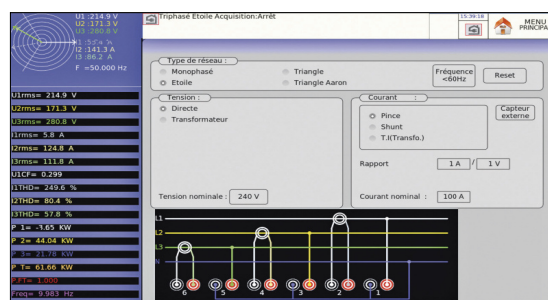 U1 :214.9 V
U2 :171.3 V
U3 :280.8 V
I2 :141.3 A
I3 :86.2 A
F =50.000 Hz
Triphasé Etoile Acquisition:Arrêt
15:39:18
MENU
PRINCIPA
Type de réseau :
Monophasé
Triangle
Etoile
Triangle Aaron
Fréquence
<60Hz
Reset
Tension :
Directe
Transformateur
Tension nominale :
240 V
Courant :
Pince
Shunt
T.I(Transfo.)
Capteur
externe
Rapport
1 A / 1 V
Courant nominal :
100 A
U1rms= 214.9 V
U2rms= 171.3 V
U3rms= 280.8 V
I1rms= 5.8 A
I2rms= 124.8 A
I3rms= 111.8 A
U1CF= 0.299
I1THD= 249.6 %
I2THD= 80.4 %
I3THD= 57.8 %
P 1= -3.65 KW
P 2= 44.04 KW
P 3= 21.78 KW
P T= 61.66 KW
P.FT= 1.000
Freq= 9.983 Hz
L1
L2
L3
N
6 5 4 3 2 1